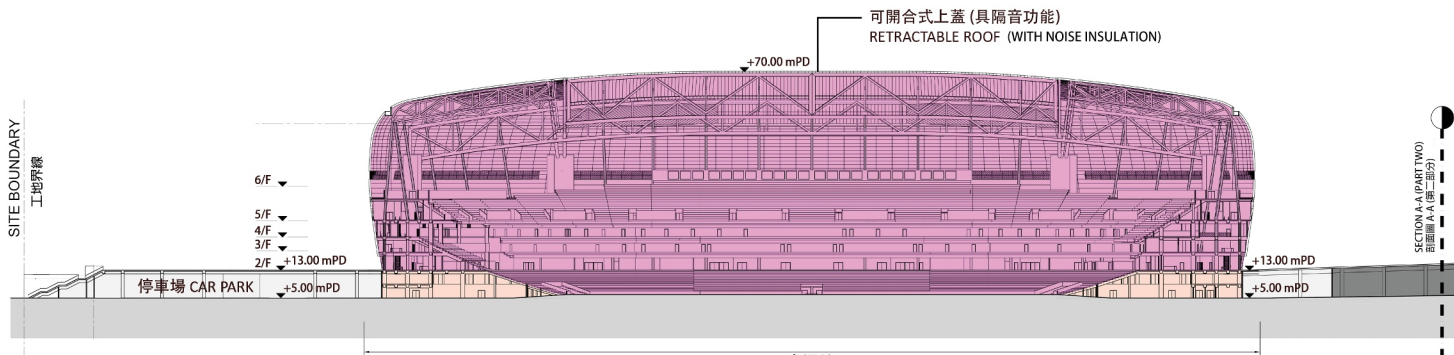 可開合式上蓋 (具隔音功能)
RETRACTABLE ROOF (WITH NOISE INSULATION)
+70.00 mPD
SITE BOUNDARY
工地界線
6/F
5/F
4/F
3/F
2/F
+13.00 mPD
停車場 CAR PARK
+5.00 mPD
+13.00 mPD
+5.00 mPD
SECTION A-A (PART TWO)
剖面圖 A-A (第二部分)